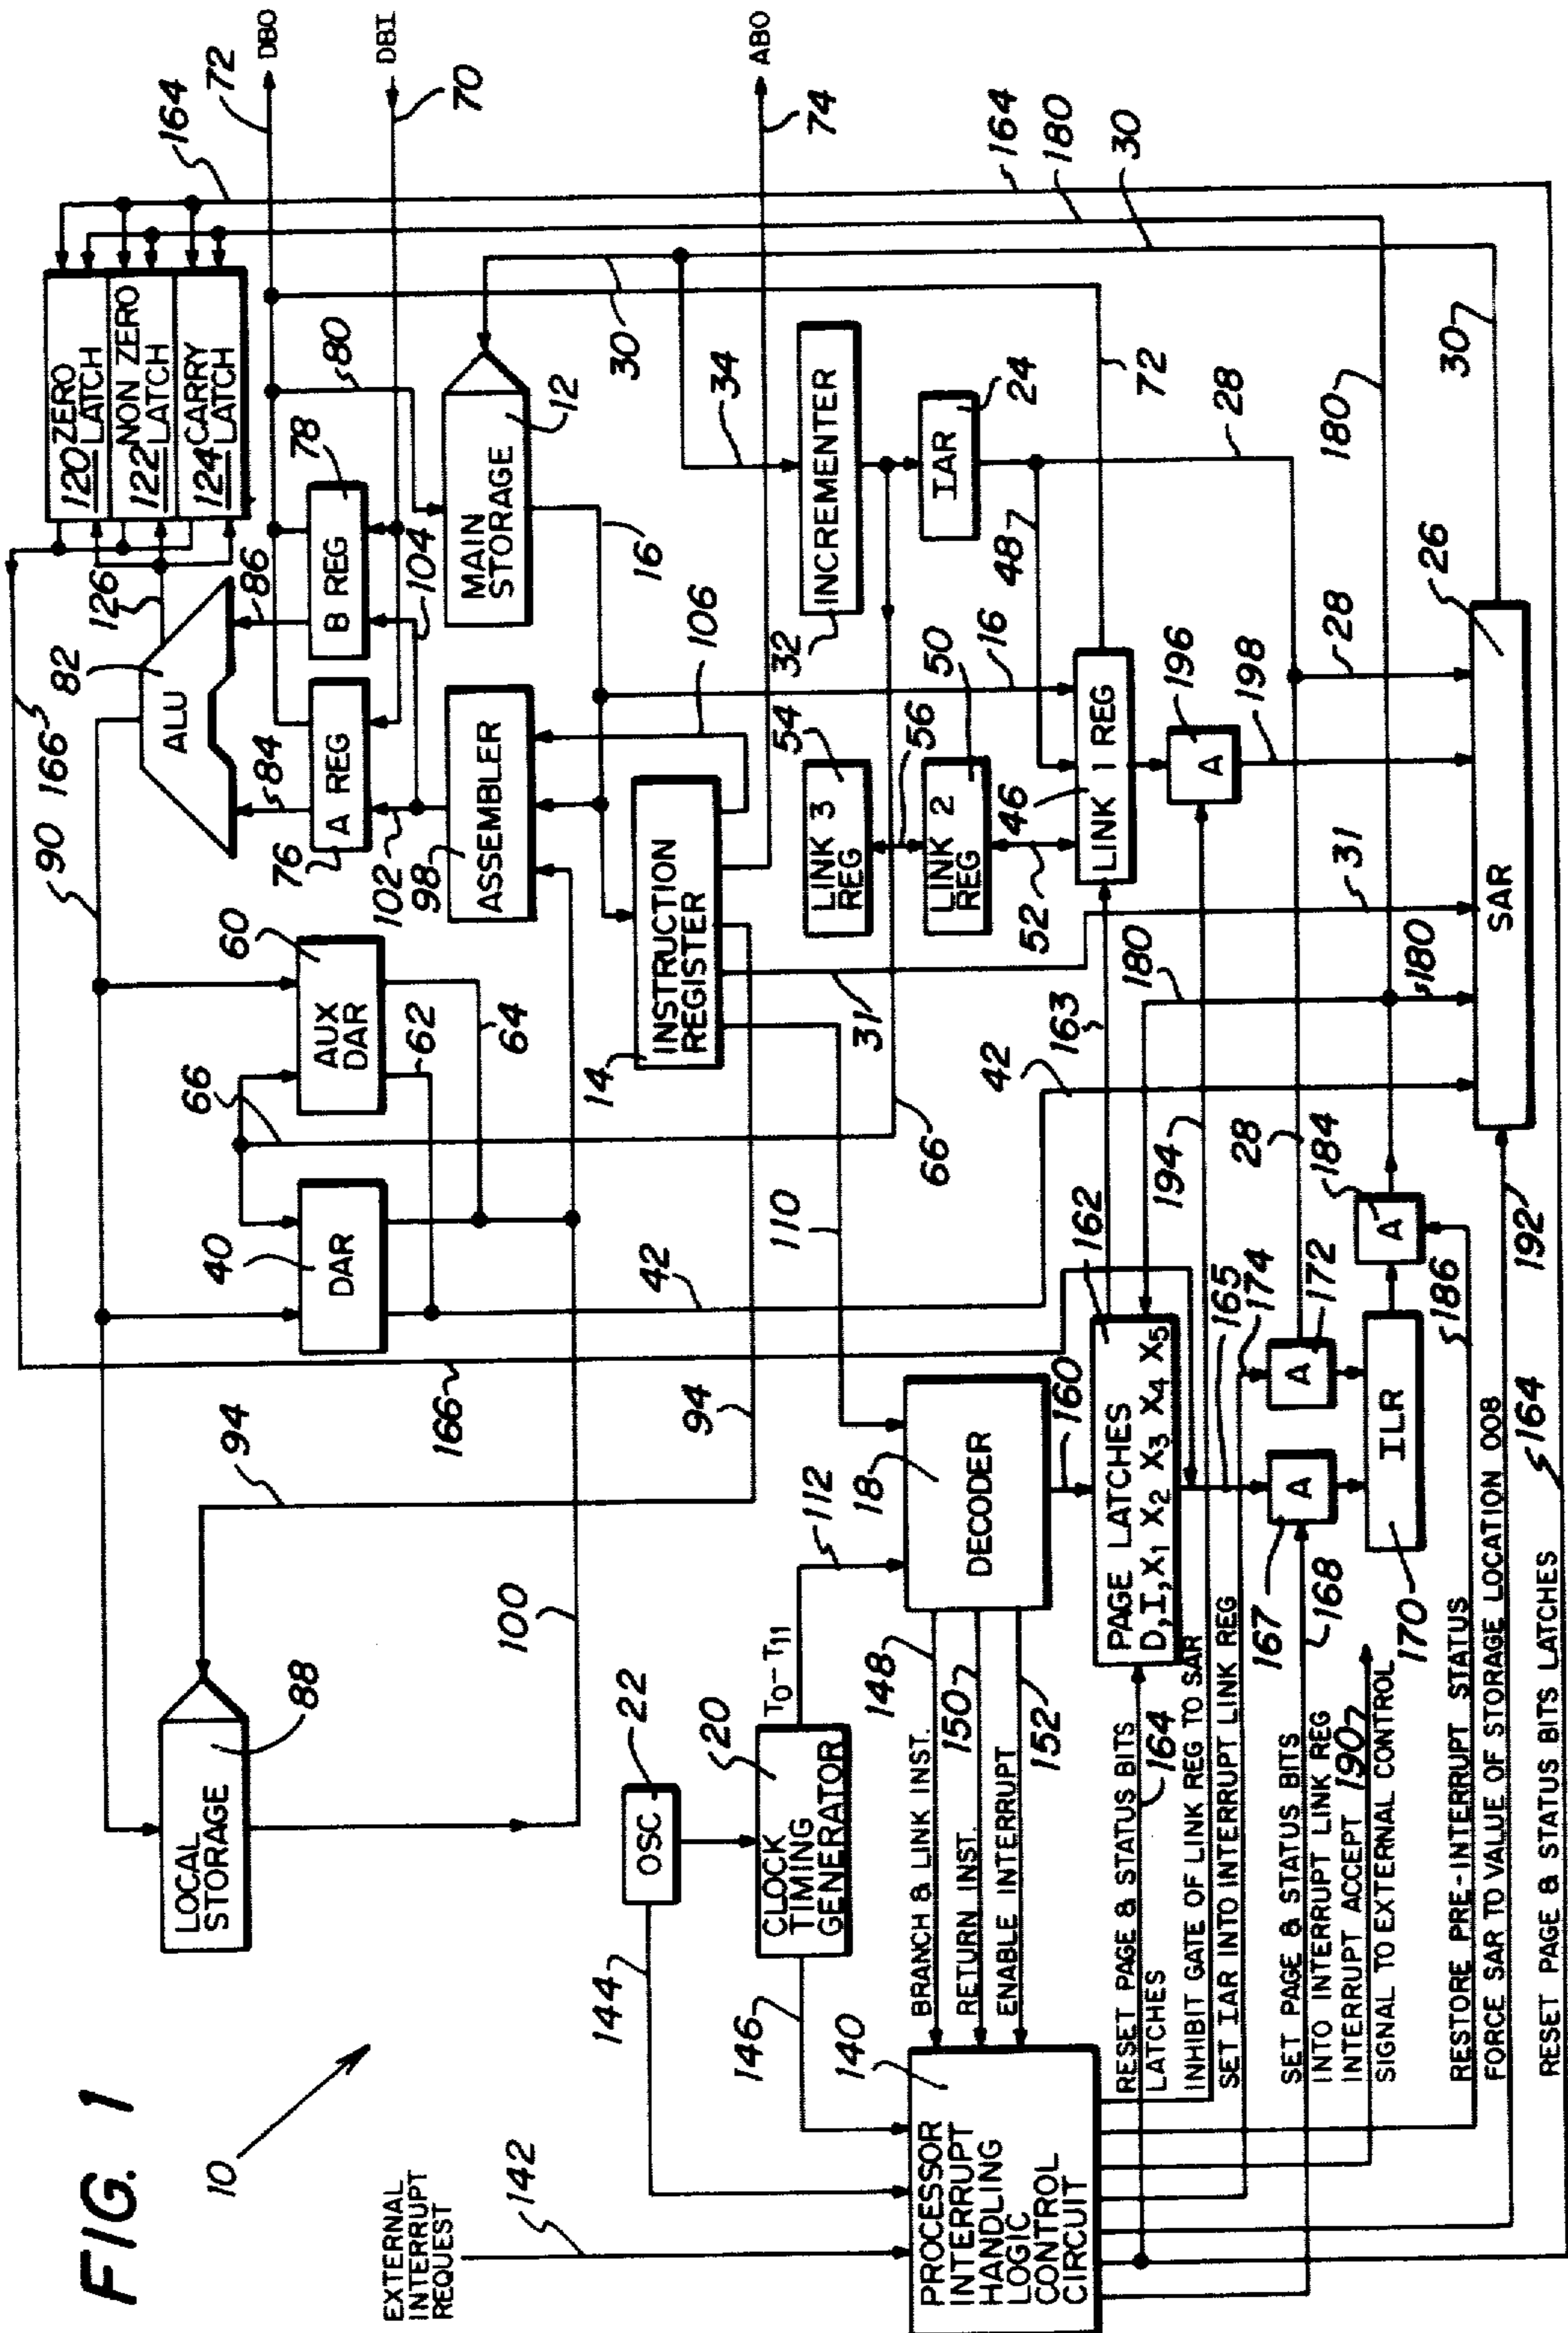 FIG. 1
10
EXTERNAL
INTERRUPT
REQUEST
142
144
146
PROCESSOR
INTERRUPT
HANDLING
LOGIC
CONTROL
CIRCUIT
140
OSC
22
CLOCK
TIMING
GENERATOR
20
T0-T11
112
LOCAL
STORAGE
88
94
100
90
166
BRANCH & LINK INST.
148
RETURN INST.
150
ENABLE INTERRUPT
152
DECODER
18
110
94
160
RESET PAGE & STATUS BITS
LATCHES
164
PAGE LATCHES
D,I,X1 X2 X3 X4 X5
162
163
INHIBIT GATE OF LINK REG TO SAR
194
SET IAR INTO INTERRUPT LINK REG
165
174
SET PAGE & STATUS BITS
INTO INTERRUPT LINK REG
168
167
A
A
172
INTERRUPT ACCEPT
SIGNAL TO EXTERNAL CONTROL
190
170
ILR
A
184
186
RESTORE PRE-INTERRUPT STATUS
FORCE SAR TO VALUE OF STORAGE LOCATION 008
192
164
RESET PAGE & STATUS BITS LATCHES
DAR
40
42
166
AUX
DAR
60
62
64
66
66
42
28
180
INSTRUCTION
REGISTER
14
31
31
106
ASSEMBLER
98
102
104
A REG
76
84
B REG
78
86
ALU
82
126
120 ZERO
LATCH
122 NON ZERO
LATCH
124 CARRY
LATCH
164
72
DBO
DBI
70
ABO
74
80
MAIN
STORAGE
12
16
30
34
INCREMENTER
32
IAR
24
48
LINK 3
REG
54
56
LINK 2
REG
50
52
46
LINK 1 REG
16
72
28
A
196
198
28
180
180
SAR
26
30
164
180
30